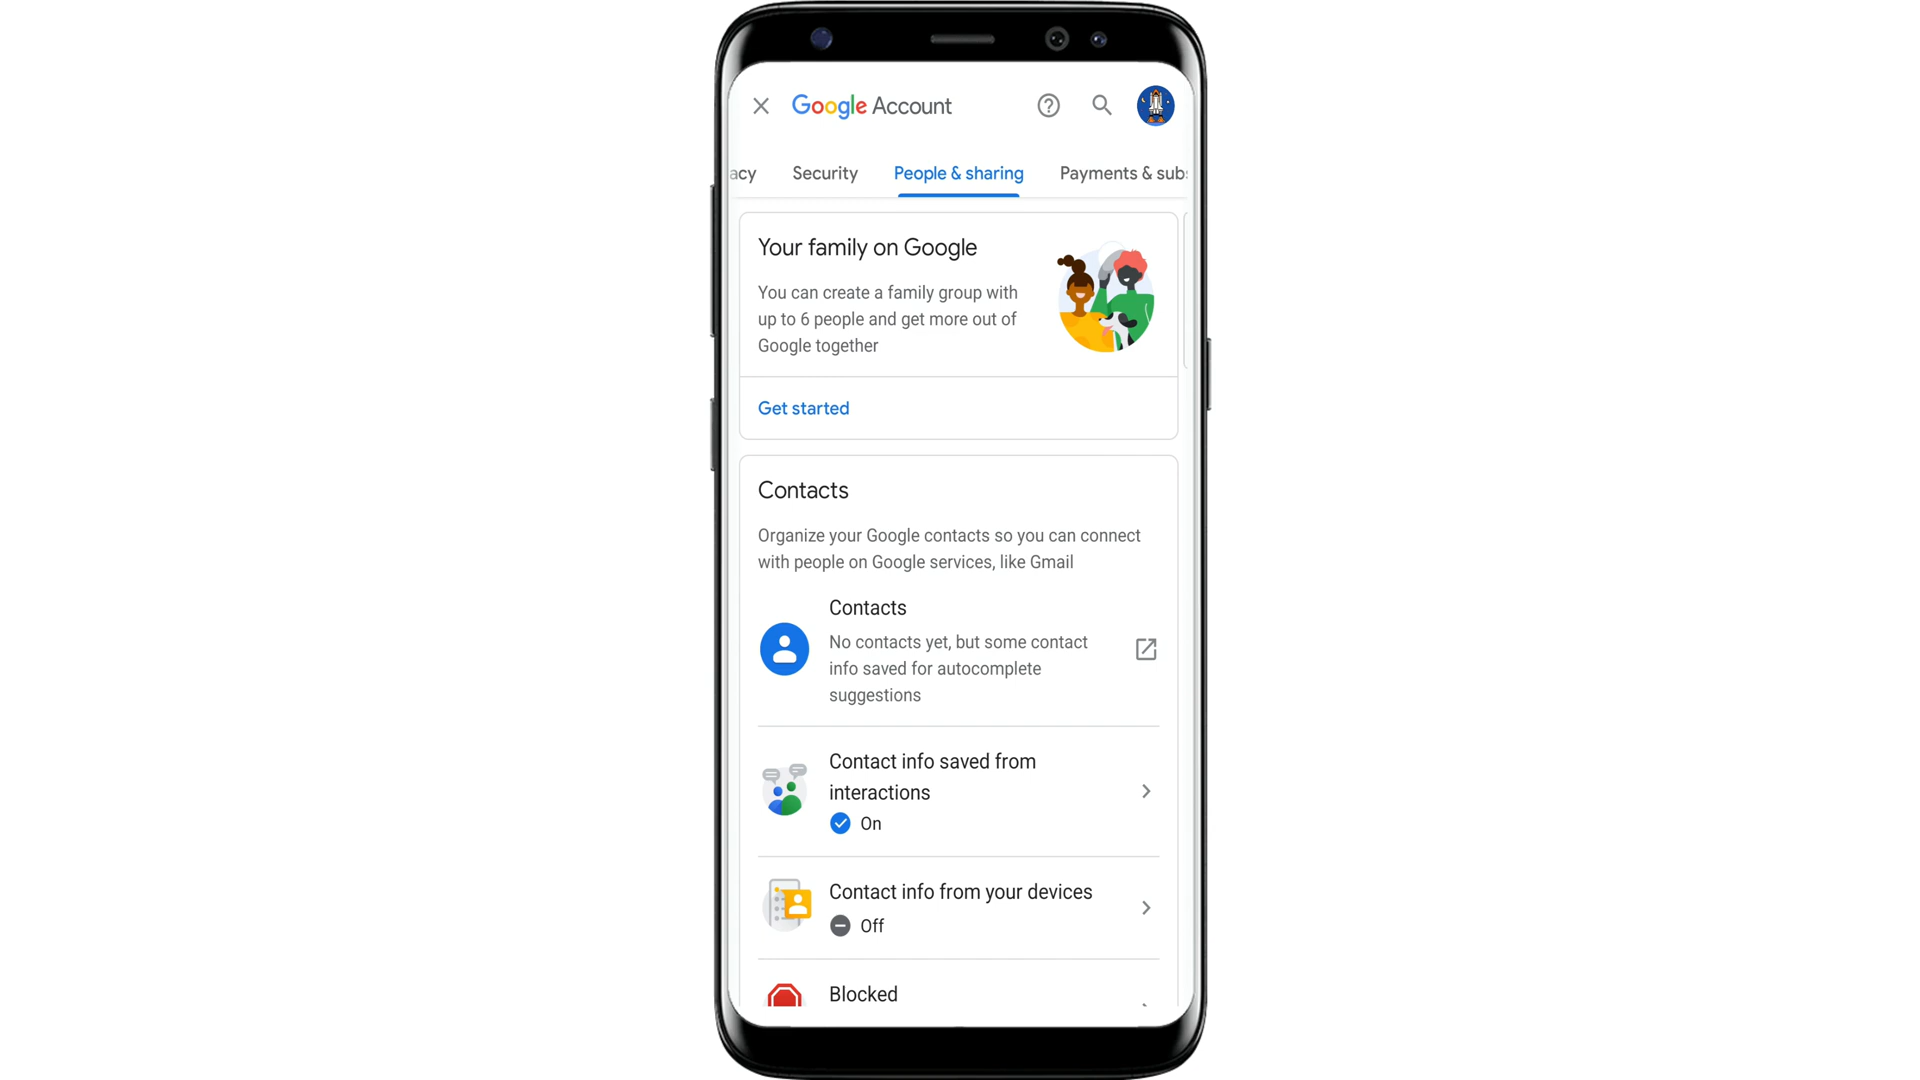 Google Account
acy Security People & sharing Payments & subs
Your family on Google
You can create a family group with
up to 6 people and get more out of
Google together
Get started
Contacts
Organize your Google contacts so you can connect
with people on Google services, like Gmail
Contacts
No contacts yet, but some contact
info saved for autocomplete
suggestions
Contact info saved from
interactions
On
Contact info from your devices
Off
Blocked